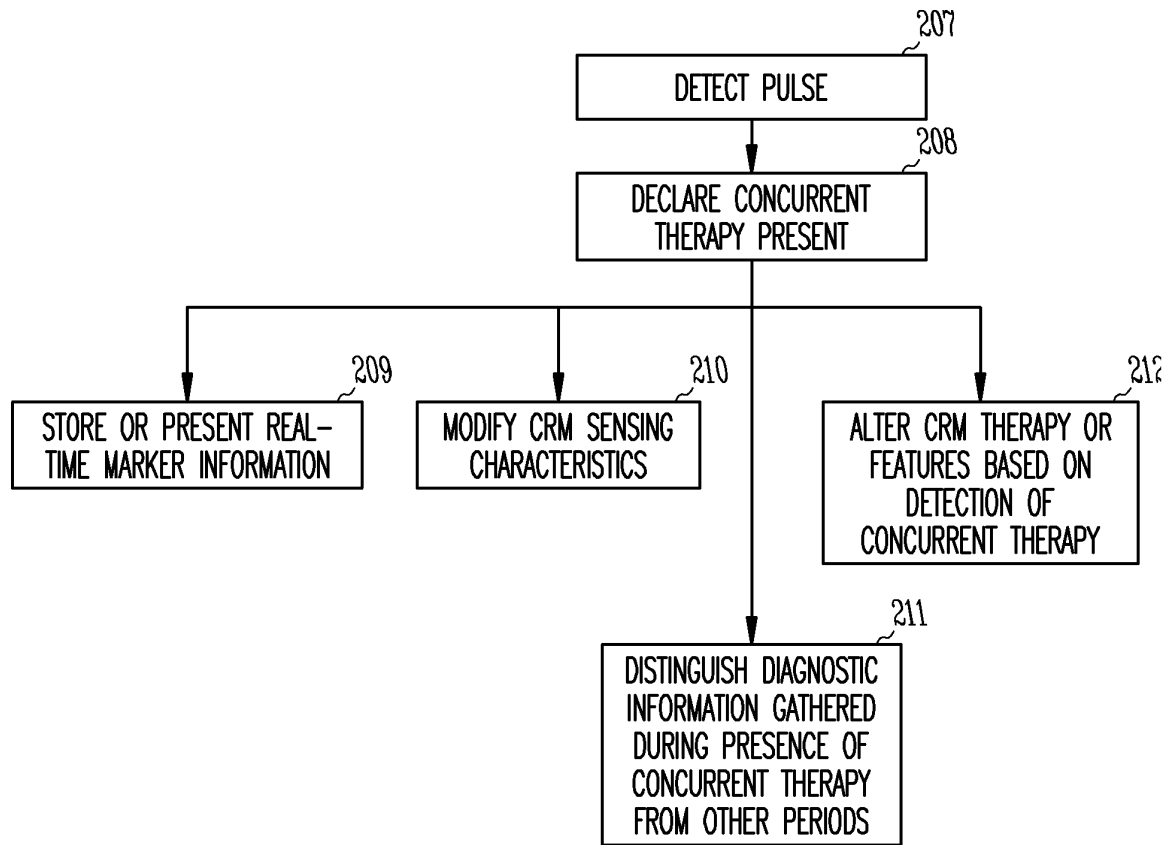 207
DETECT PULSE
208
DECLARE CONCURRENT
THERAPY PRESENT
209
STORE OR PRESENT REAL-
TIME MARKER INFORMATION
210
MODIFY CRM SENSING
CHARACTERISTICS
212
ALTER CRM THERAPY OR
FEATURES BASED ON
DETECTION OF
CONCURRENT THERAPY
211
DISTINGUISH DIAGNOSTIC
INFORMATION GATHERED
DURING PRESENCE OF
CONCURRENT THERAPY
FROM OTHER PERIODS